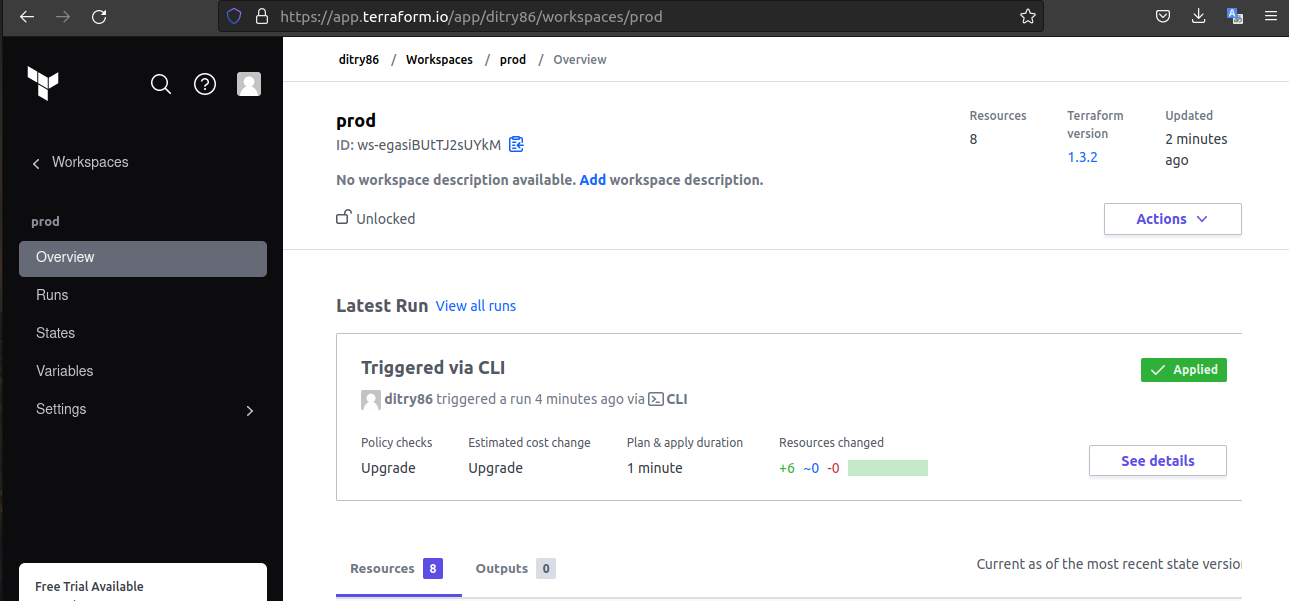 https://app.terraform.io/app/ditry86/workspaces/prod
ditry86 / Workspaces / prod / Overview
Workspaces
prod
Overview
Runs
States
Variables
Settings
Free Trial Available
prod
ID: ws-egasiBUtTJ2sUYkM
No workspace description available. Add workspace description.
Unlocked
Resources
8
Terraform
version
1.3.2
Updated
2 minutes
ago
Actions
Latest Run View all runs
Triggered via CLI
Applied
ditry86 triggered a run 4 minutes ago via CLI
Policy checks
Upgrade
Estimated cost change
Upgrade
Plan & apply duration
1 minute
Resources changed
+6 ~0 -0
See details
Resources 8
Outputs 0
Current as of the most recent state versio